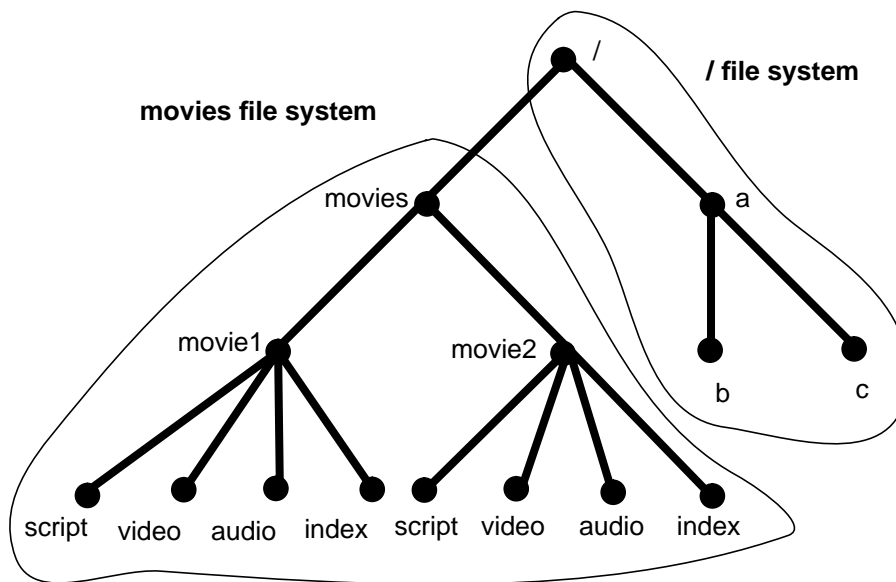 /
/ file system
movies file system
movies
a
movie1
movie2
b
c
script
video
audio
index
script
video
audio
index